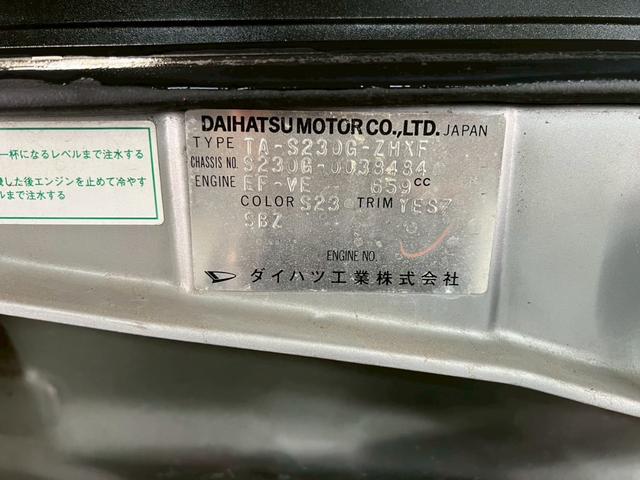 一杯になるレベルまで注水する
した後エンジンを止めて冷やす
まで注水する
DAIHATSU MOTOR CO.,LTD. JAPAN
TYPE TA-S230G-ZHXF
CHASSIS NO. S230G-0033484
ENGINE EF-VE 659 CC
COLOR S23 TRIM YES7
SBZ
ENGINE NO.
ダイハツ工業株式会社